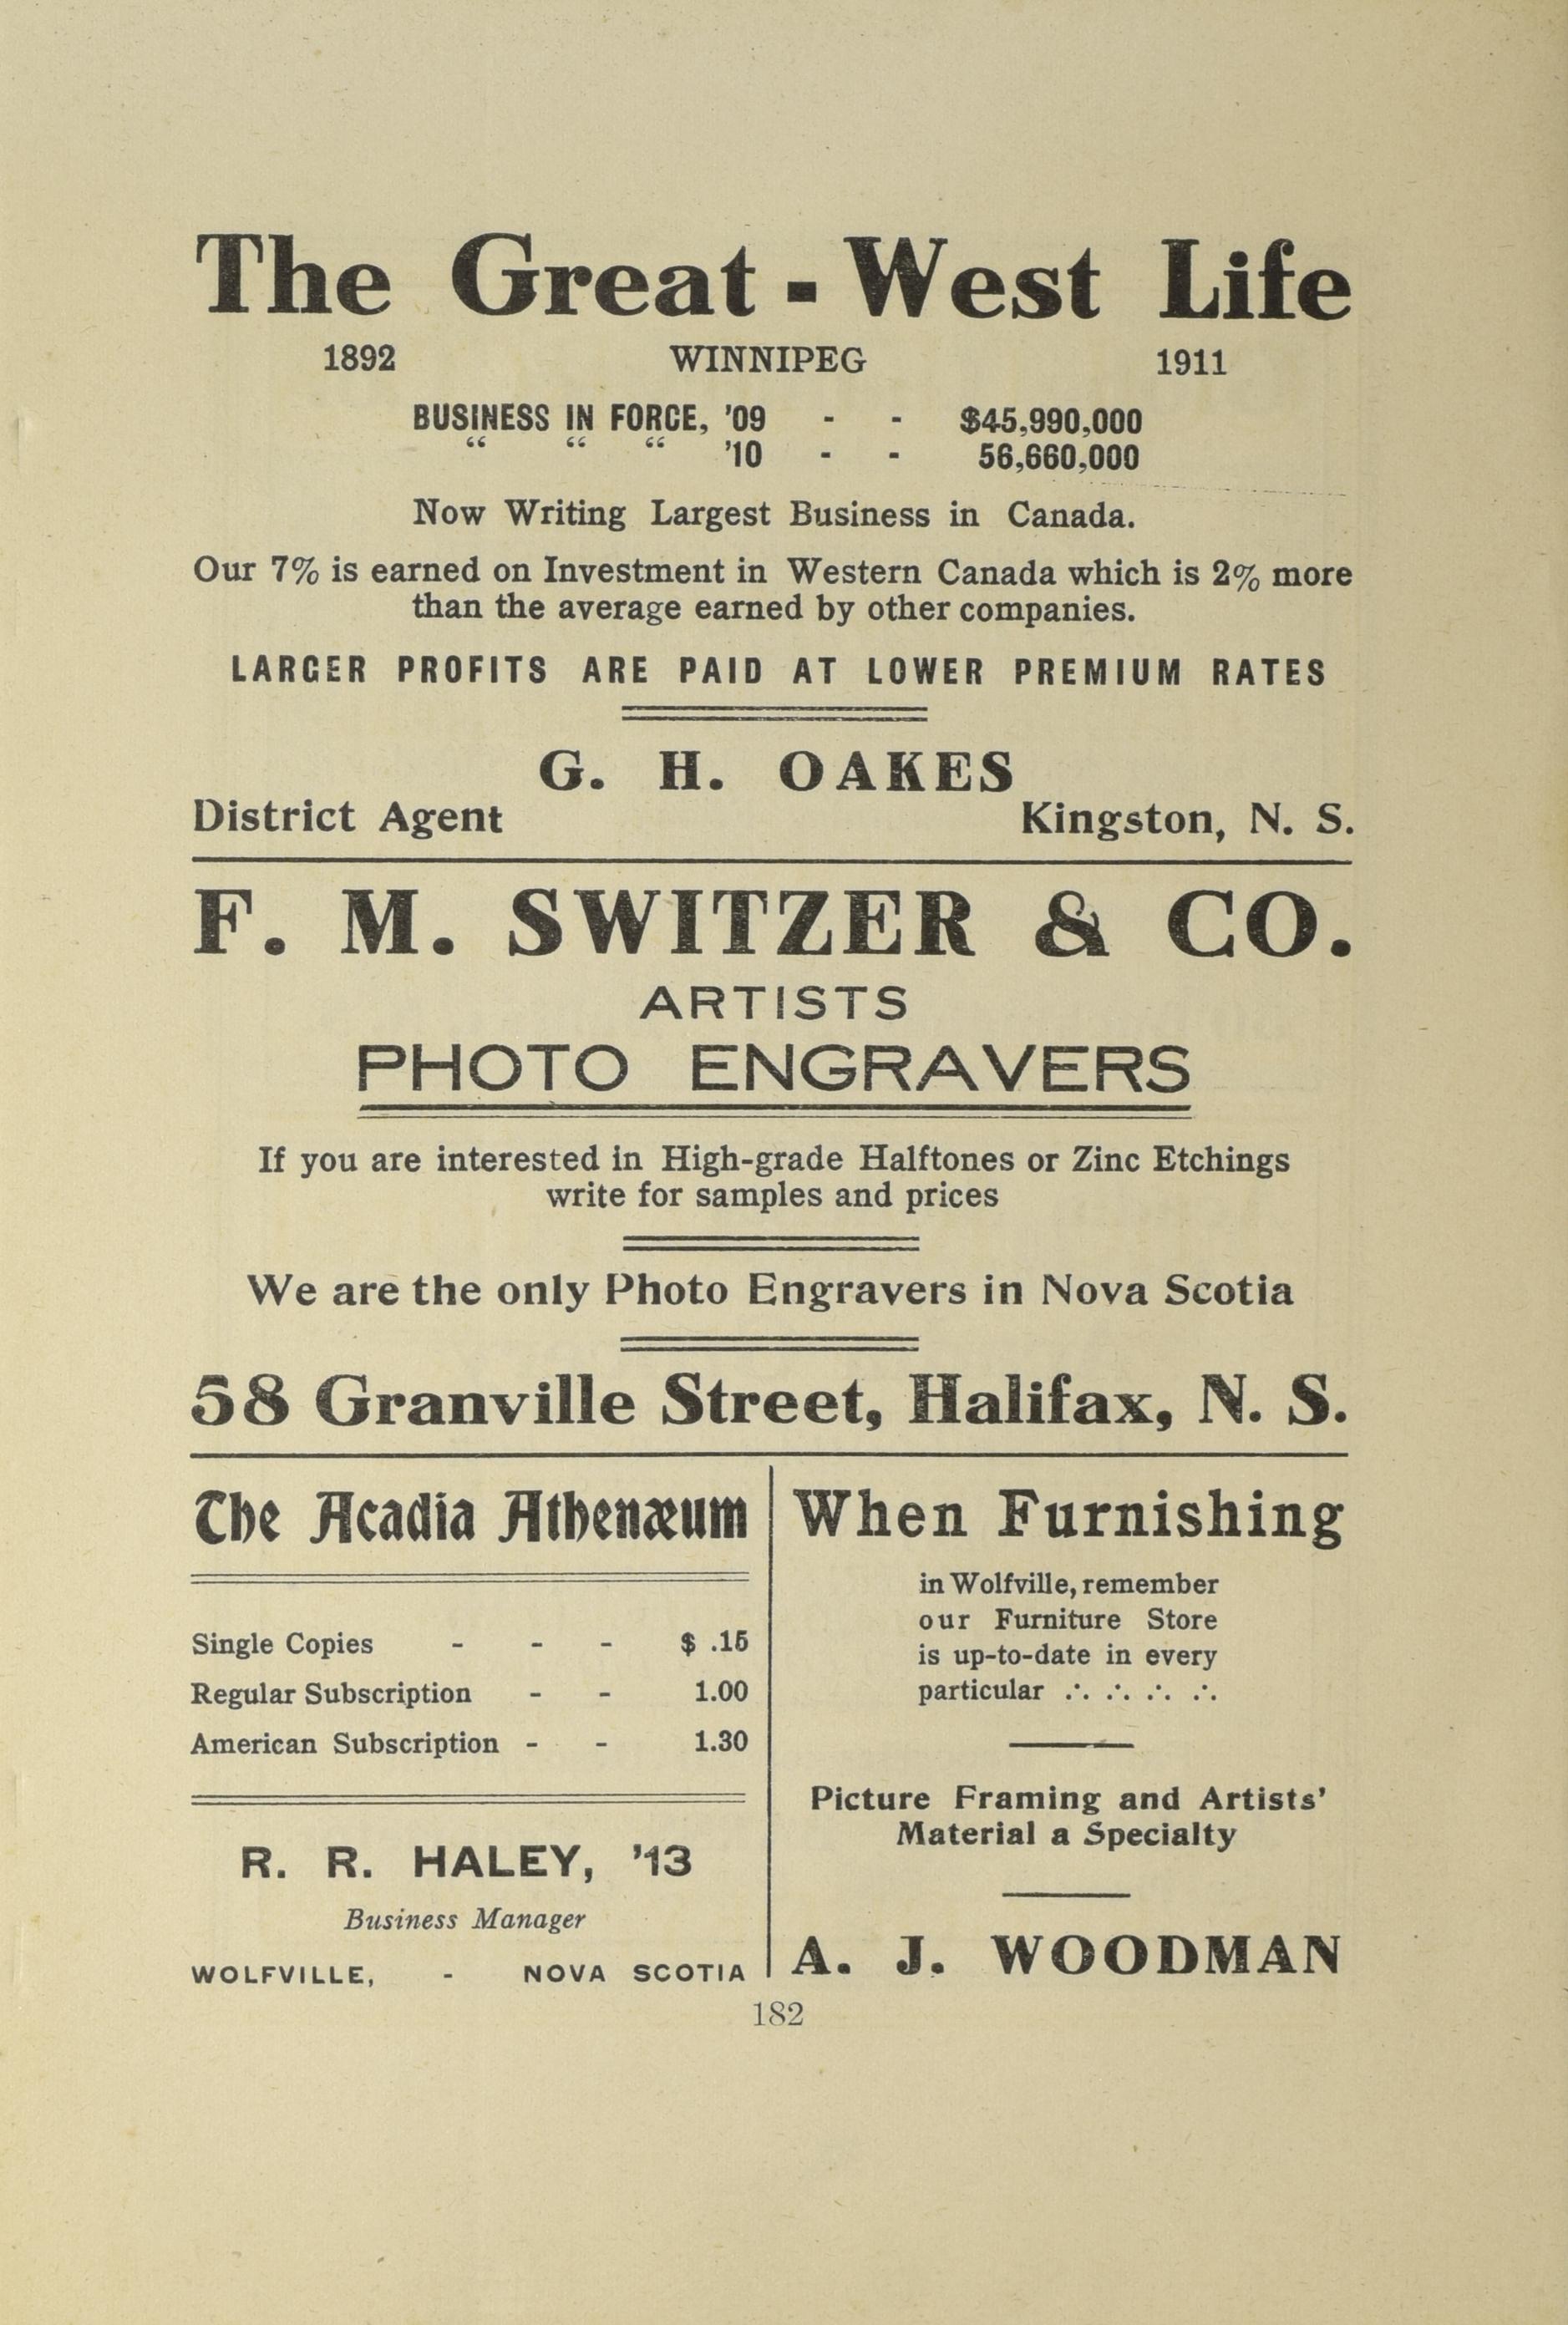 The Great - West Life
1892 WINNIPEG 1911
BUSINESS IN FORCE, '09 - - $45,990,000
" " " '10 - - 56,660,000
Now Writing Largest Business in Canada.
Our 7% is earned on Investment in Western Canada which is 2% more
than the average earned by other companies.
LARGER PROFITS ARE PAID AT LOWER PREMIUM RATES
G. H. OAKES
District Agent Kingston, N. S.
F. M. SWITZER & CO.
ARTISTS
PHOTO ENGRAVERS
If you are interested in High-grade Halftones or Zinc Etchings
write for samples and prices
We are the only Photo Engravers in Nova Scotia
58 Granville Street, Halifax, N. S.
The Acadia Athenæum
Single Copies - - - $ .15
Regular Subscription - - 1.00
American Subscription - - 1.30
R. R. HALEY, '13
Business Manager
WOLFVILLE, - NOVA SCOTIA
When Furnishing
in Wolfville, remember
our Furniture Store
is up-to-date in every
particular ∴ ∴ ∴ ∴
Picture Framing and Artists'
Material a Specialty
A. J. WOODMAN
182